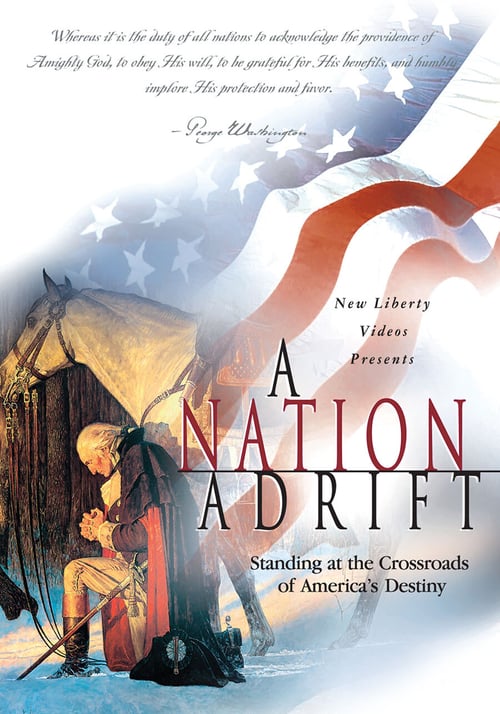 Whereas it is the duty of all nations to acknowledge the providence of
Amighty God, to obey His will, to be grateful for His benefits, and humbly
implore His protection and favor.
– George Washington
New Liberty
Videos
Presents
A
NATION
ADRIFT
Standing at the Crossroads
of America's Destiny